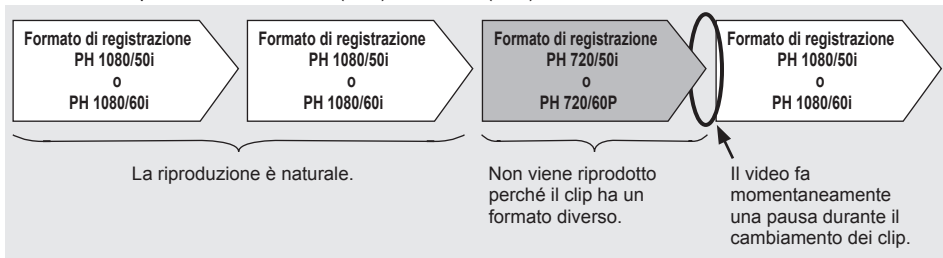 Formato di registrazione
PH 1080/50i
o
PH 1080/60i
Formato di registrazione
PH 1080/50i
o
PH 1080/60i
Formato di registrazione
PH 720/50i
o
PH 720/60P
Formato di registrazione
PH 1080/50i
o
PH 1080/60i
La riproduzione è naturale.
Non viene riprodotto
perché il clip ha un
formato diverso.
Il video fa
momentaneamente
una pausa durante il
cambiamento dei clip.